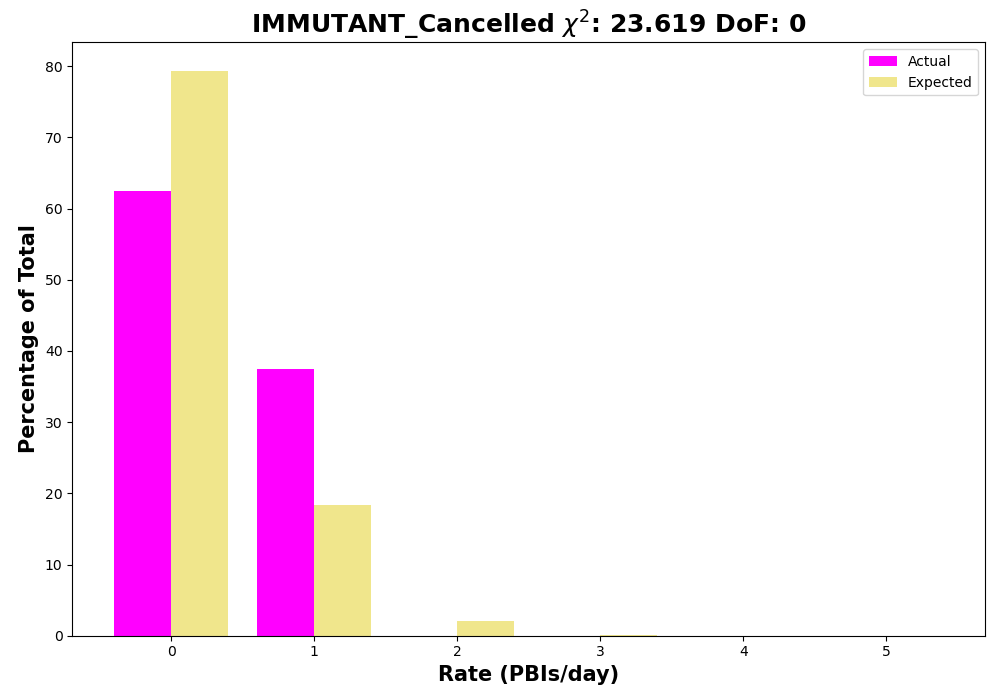 IMMUTANT_Cancelled χ²: 23.619 DoF: 0
Actual
Expected
80
70
60
50
40
30
20
10
0
Percentage of Total
0 1 2 3 4 5
Rate (PBIs/day)